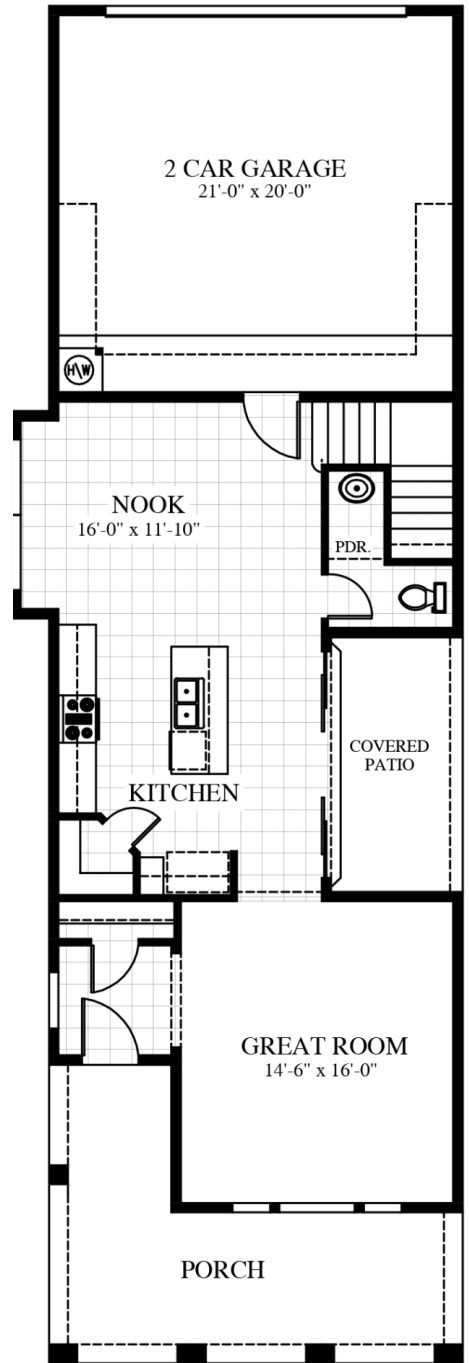 2 CAR GARAGE
21'-0" x 20'-0"
H\W
NOOK
16'-0" x 11'-10"
PDR.
COVERED
PATIO
KITCHEN
GREAT ROOM
14'-6" x 16'-0"
PORCH